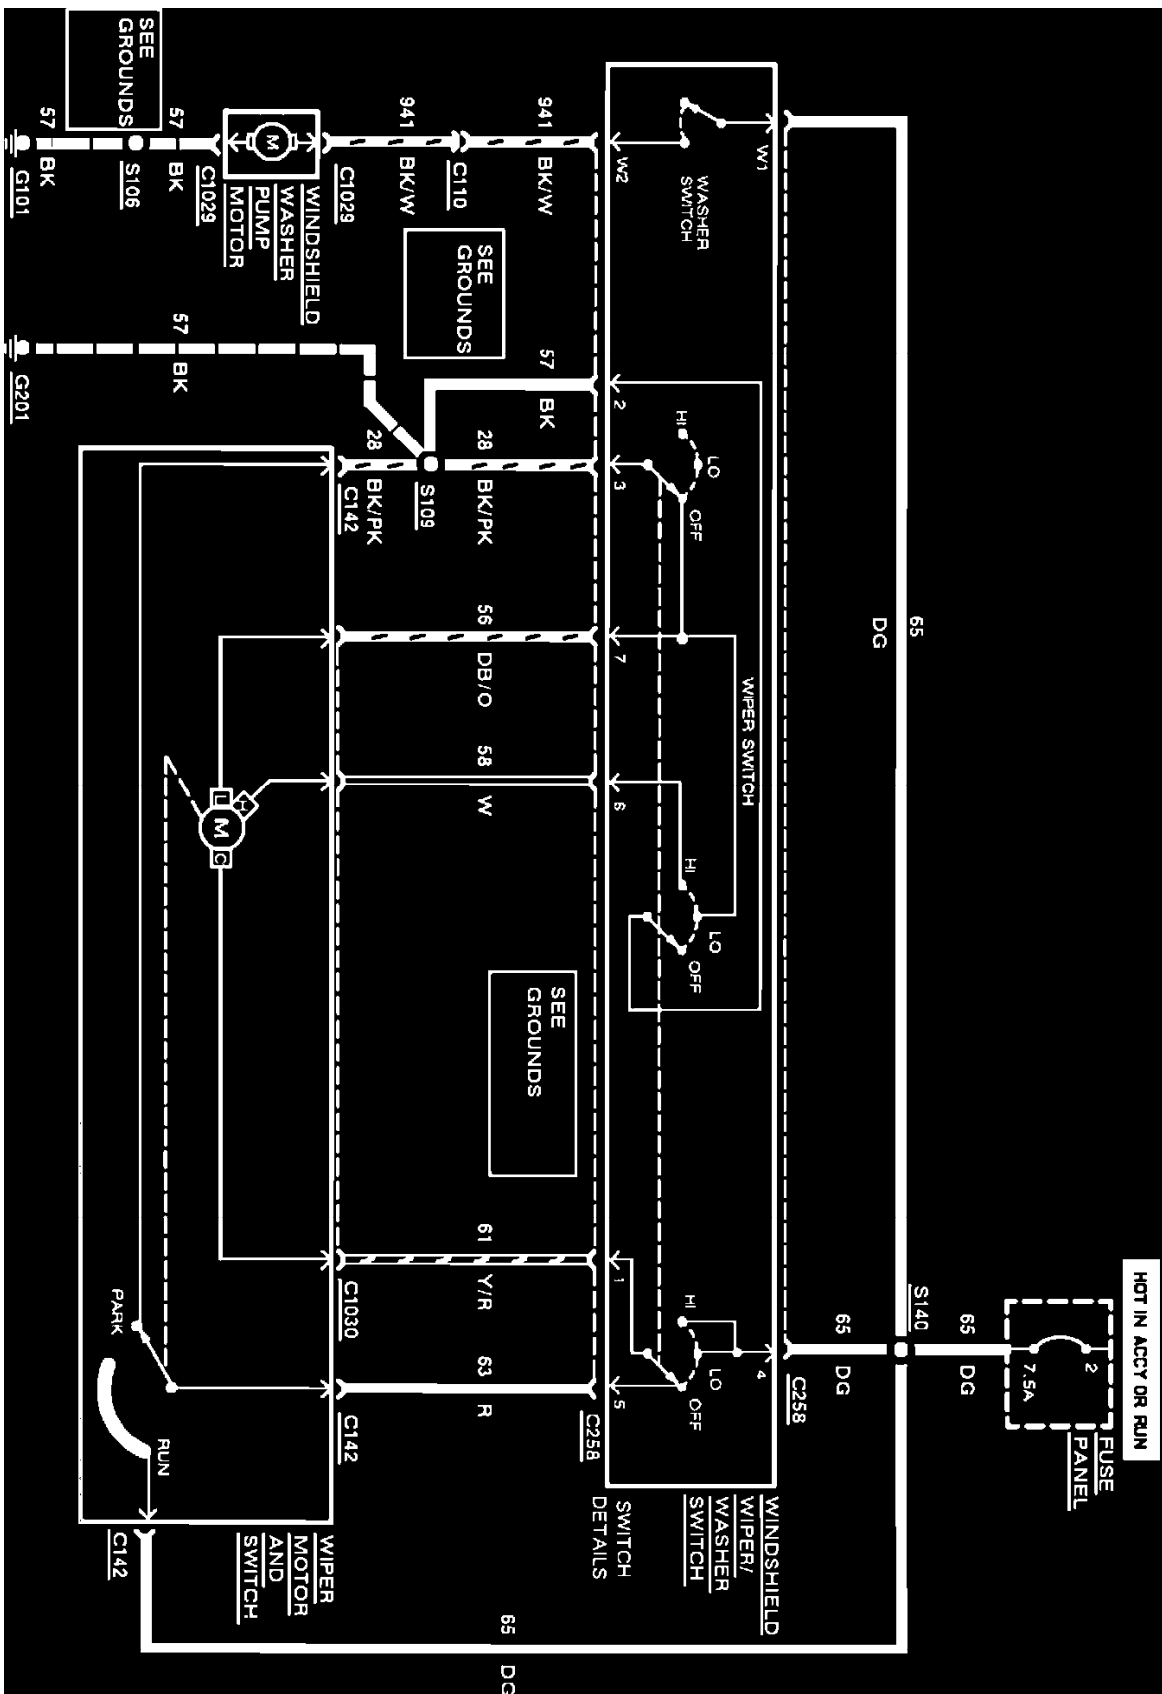 HOT IN ACCY OR RUN
FUSE
PANEL
2
7.5A
65
DG
S140
65
DG
65
DG
C258
WINDSHIELD
WIPER/
WASHER
SWITCH
SWITCH
DETAILS
W1
WASHER
SWITCH
W2
WIPER SWITCH
HI
LO
OFF
HI
LO
OFF
HI
LO
OFF
4
2
3
7
6
1
5
C258
941
BK/W
C110
941
BK/W
C1029
WINDSHIELD
WASHER
PUMP
MOTOR
M
C1029
57
BK
S106
57
BK
G101
SEE
GROUNDS
SEE
GROUNDS
57
BK
57
BK
G201
28
BK/PK
S109
28
BK/PK
C142
56
DB/O
58
W
SEE
GROUNDS
61
Y/R
C1030
63
R
C142
L
H
M
C
PARK
RUN
WIPER
MOTOR
AND
SWITCH
C142
65
DG